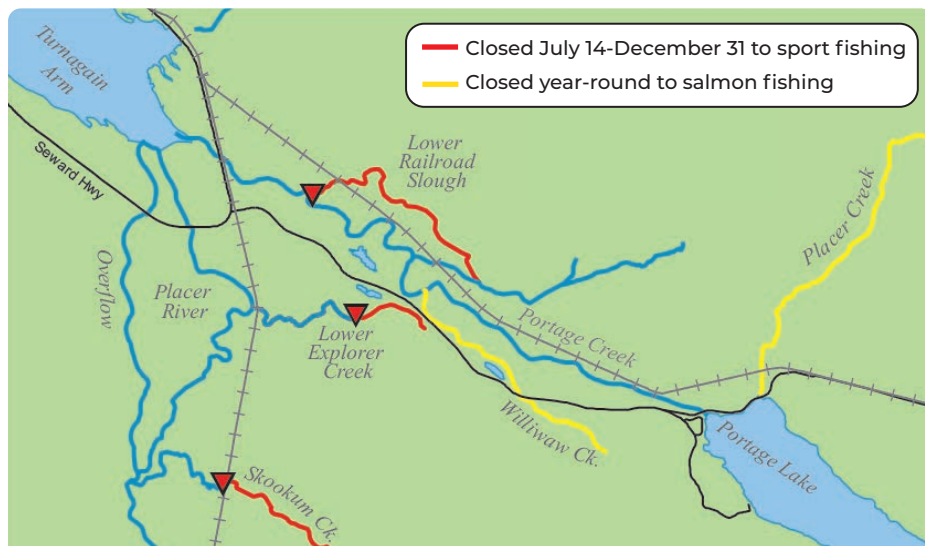 Turnagain
Arm
Closed July 14-December 31 to sport fishing
Closed year-round to salmon fishing
Seward Hwy
Lower
Railroad
Slough
Placer Creek
Overflow
Placer
River
Lower
Explorer
Creek
Portage Creek
Williwaw Ck.
Portage Lake
Skookum Ck.